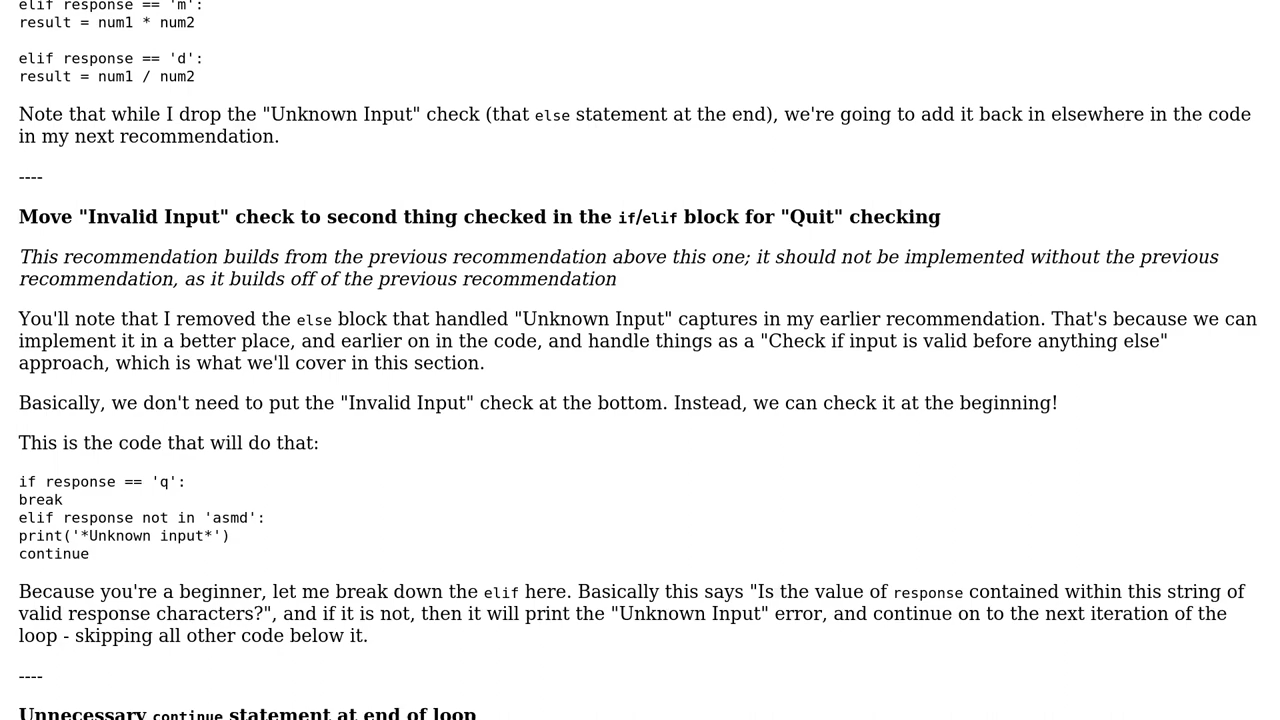 elif response == 'm':
result = num1 * num2
elif response == 'd':
result = num1 / num2
Note that while I drop the "Unknown Input" check (that else statement at the end), we're going to add it back in elsewhere in the code
in my next recommendation.
----
Move "Invalid Input" check to second thing checked in the if/elif block for "Quit" checking
This recommendation builds from the previous recommendation above this one; it should not be implemented without the previous
recommendation, as it builds off of the previous recommendation
You'll note that I removed the else block that handled "Unknown Input" captures in my earlier recommendation. That's because we can
implement it in a better place, and earlier on in the code, and handle things as a "Check if input is valid before anything else"
approach, which is what we'll cover in this section.
Basically, we don't need to put the "Invalid Input" check at the bottom. Instead, we can check it at the beginning!
This is the code that will do that:
if response == 'q':
break
elif response not in 'asmd':
print('*Unknown input*')
continue
Because you're a beginner, let me break down the elif here. Basically this says "Is the value of response contained within this string of
valid response characters?", and if it is not, then it will print the "Unknown Input" error, and continue on to the next iteration of the
loop - skipping all other code below it.
----
Unnecessary continue statement at end of loop